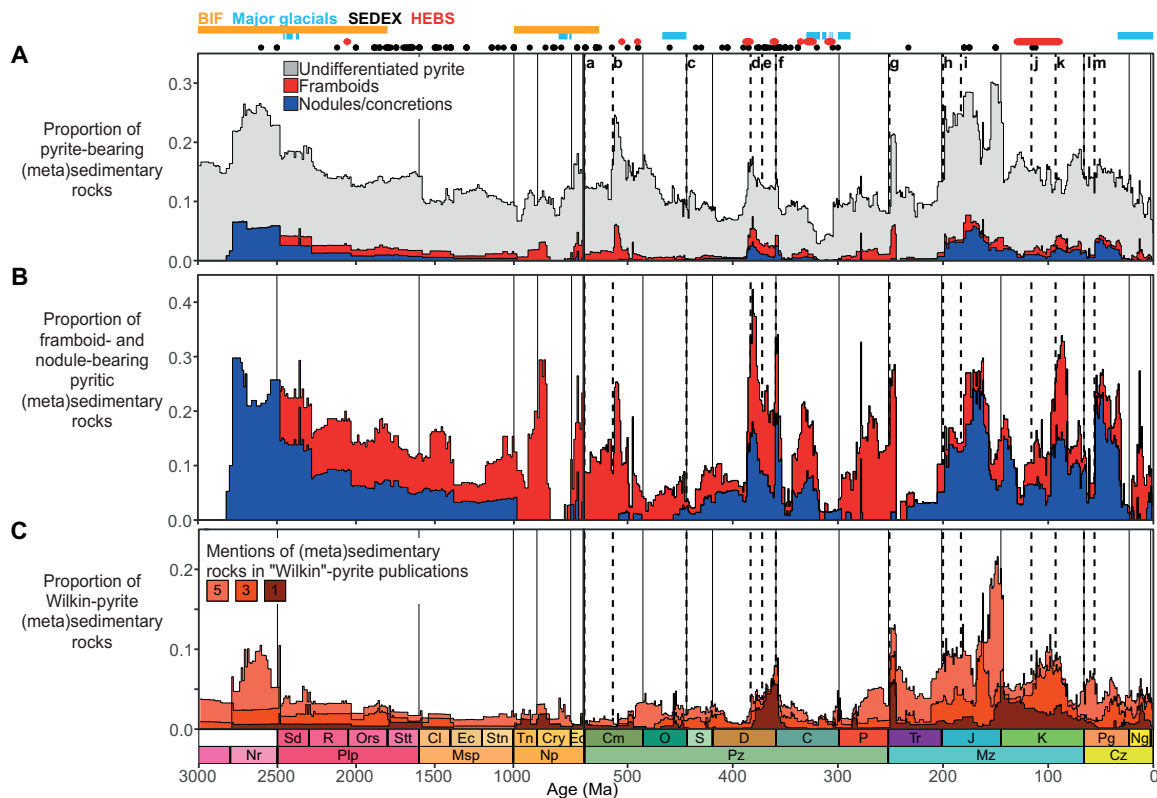 BIF Major glacials SEDEX HEBS
A
a b c d e f g h i j k l m
0.3
0.2
0.1
0.0
Undifferentiated pyrite
Framboids
Nodules/concretions
Proportion of
pyrite-bearing
(meta)sedimentary
rocks
B
0.4
0.3
0.2
0.1
0.0
Proportion of
framboid- and
nodule-bearing
pyritic
(meta)sedimentary
rocks
C
0.2
0.1
0.0
Mentions of (meta)sedimentary
rocks in "Wilkin"-pyrite publications
5 3 1
Proportion of
Wilkin-pyrite
(meta)sedimentary
rocks
Sd R Ors Stt Cl Ec Stn Tn Cry Ed Cm O S D C P Tr J K Pg Ng
Nr Plp Msp Np Pz Mz Cz
3000 2500 2000 1500 1000 500 400 300 200 100 0
Age (Ma)